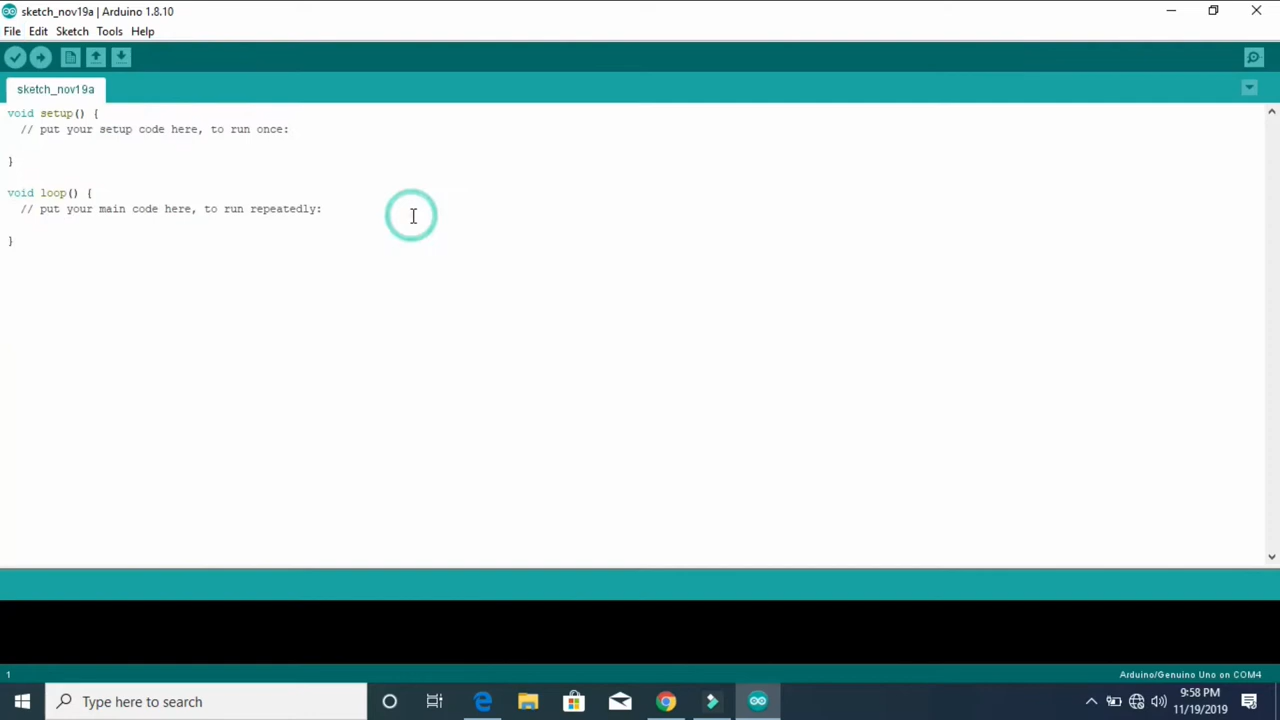 sketch_nov19a | Arduino 1.8.10
File Edit Sketch Tools Help
sketch_nov19a
void setup() {
// put your setup code here, to run once:
}
void loop() {
// put your main code here, to run repeatedly:
}
1
Arduino/Genuino Uno on COM4
Type here to search
9:58 PM
11/19/2019